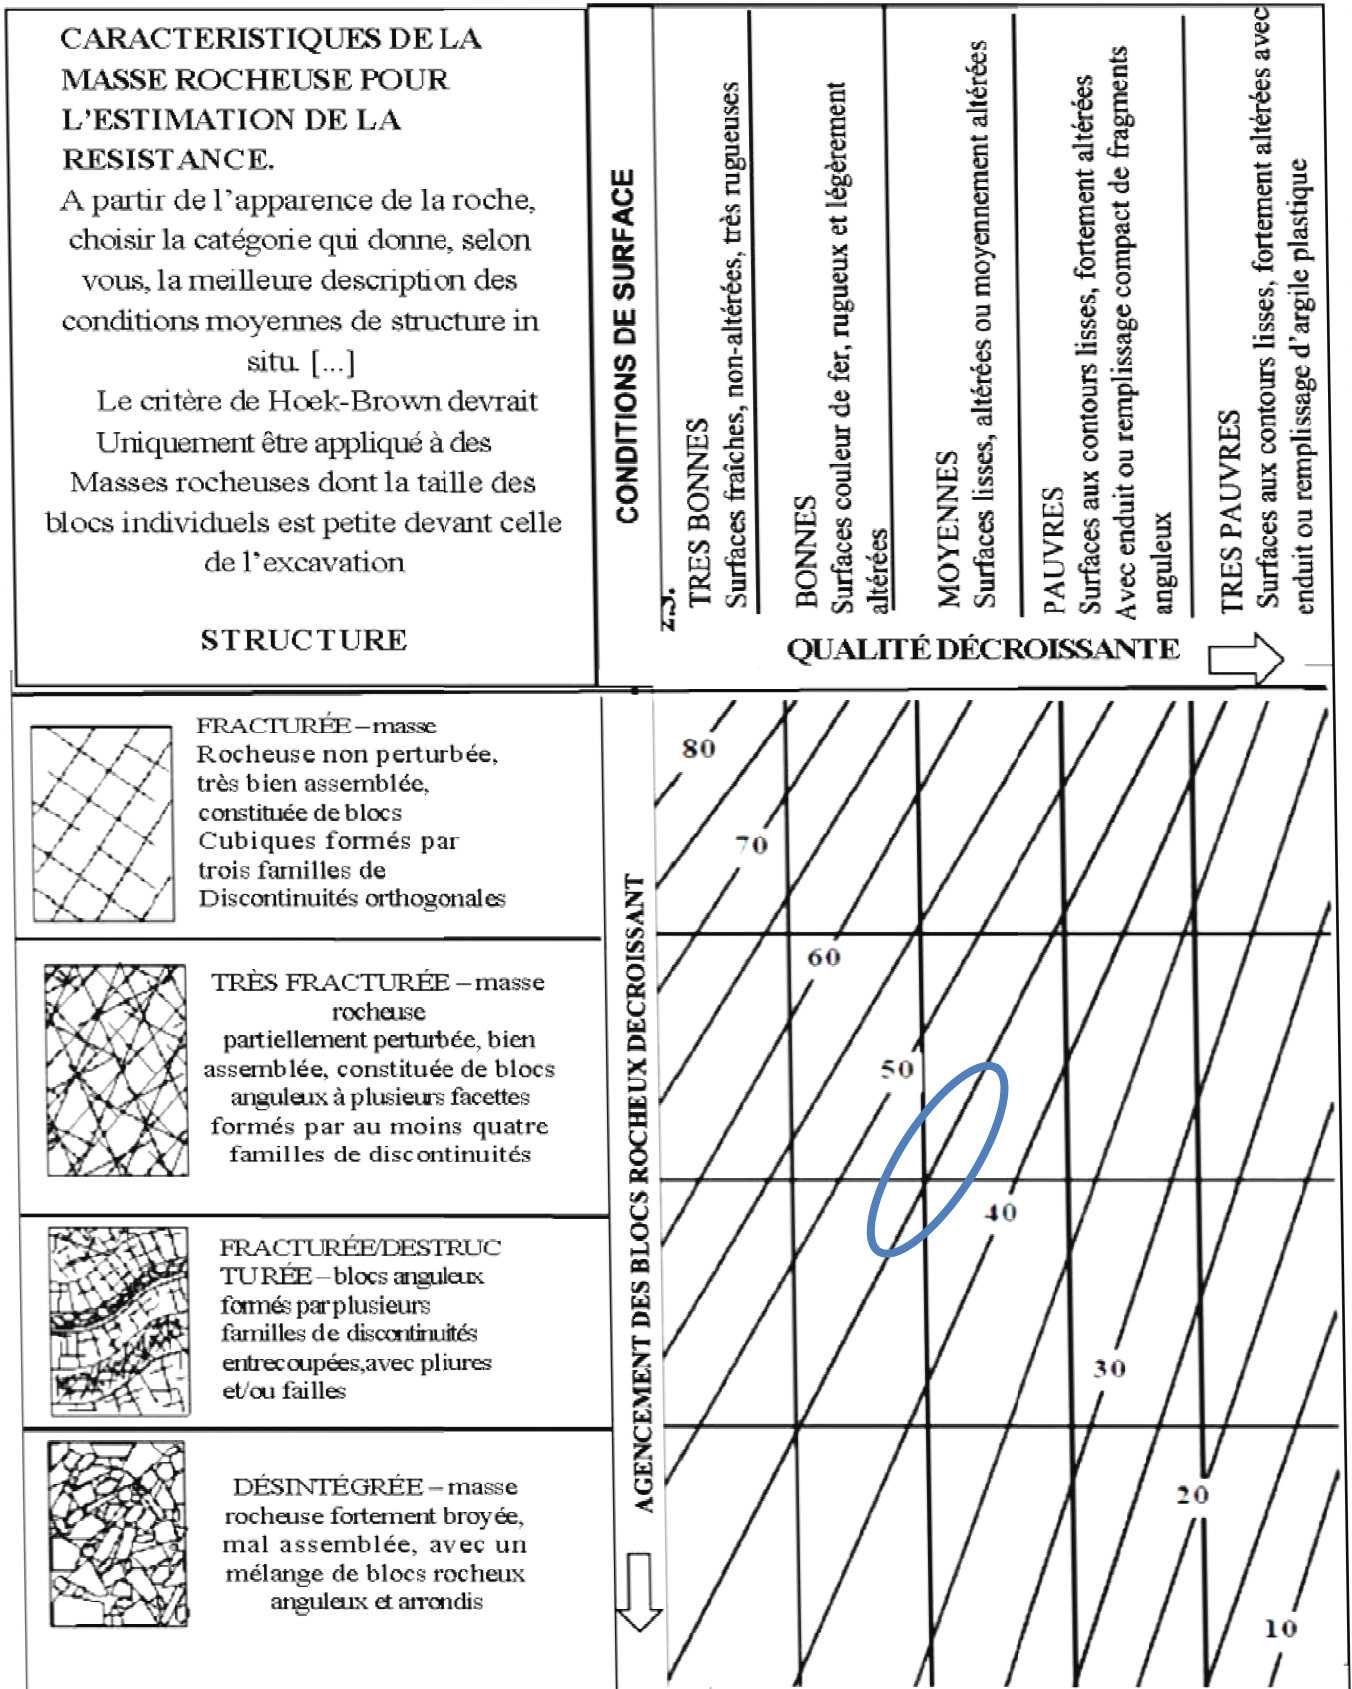 CARACTERISTIQUES DE LA
MASSE ROCHEUSE POUR
L'ESTIMATION DE LA
RESISTANCE.
A partir de l'apparence de la roche,
choisir la catégorie qui donne, selon
vous, la meilleure description des
conditions moyennes de structure in
situ. [...]
Le critère de Hoek-Brown devrait
Uniquement être appliqué à des
Masses rocheuses dont la taille des
blocs individuels est petite devant celle
de l'excavation
STRUCTURE
CONDITIONS DE SURFACE
TRES BONNES
Surfaces fraîches, non-altérées, très rugueuses
BONNES
Surfaces couleur de fer, rugueux et légèrement
altérées
MOYENNES
Surfaces lisses, altérées ou moyennement altérées
PAUVRES
Surfaces aux contours lisses, fortement altérées
Avec enduit ou remplissage compact de fragments
anguleux
TRES PAUVRES
Surfaces aux contours lisses, fortement altérées avec
enduit ou remplissage d'argile plastique
QUALITÉ DÉCROISSANTE
FRACTURÉE – masse
Rocheuse non perturbée,
très bien assemblée,
constituée de blocs
Cubiques formés par
trois familles de
Discontinuités orthogonales
TRÈS FRACTURÉE – masse
rocheuse
partiellement perturbée, bien
assemblée, constituée de blocs
anguleux à plusieurs facettes
formés par au moins quatre
familles de discontinuités
FRACTURÉE/DESTRUC
TURÉE – blocs anguleux
formés par plusieurs
familles de discontinuités
entrecoupées,avec pliures
et/ou failles
DÉSINTÉGRÉE – masse
rocheuse fortement broyée,
mal assemblée, avec un
mélange de blocs rocheux
anguleux et arrondis
AGENCEMENT DES BLOCS ROCHEUX DECROISSANT
80
70
60
50
40
30
20
10